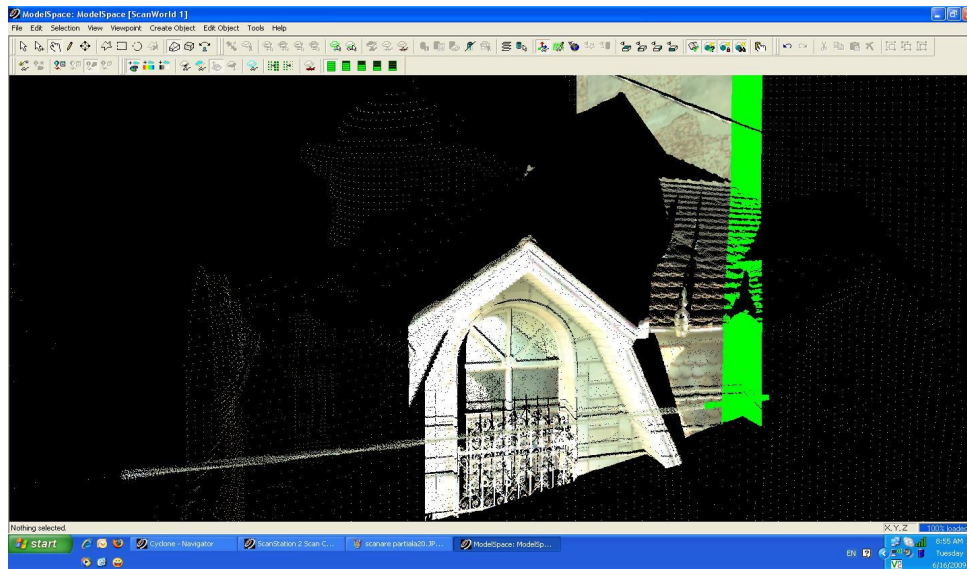 ModelSpace: ModelSpace [ScanWorld 1]
File Edit Selection View Viewpoint Create Object Edit Object Tools Help
Nothing selected.
X, Y, Z 100% loaded
start Cyclone - Navigator ScanStation 2 Scan C... scanare partiala20.JP... ModelSpace: ModelSp... EN 8:55 AM
Tuesday
6/16/2009